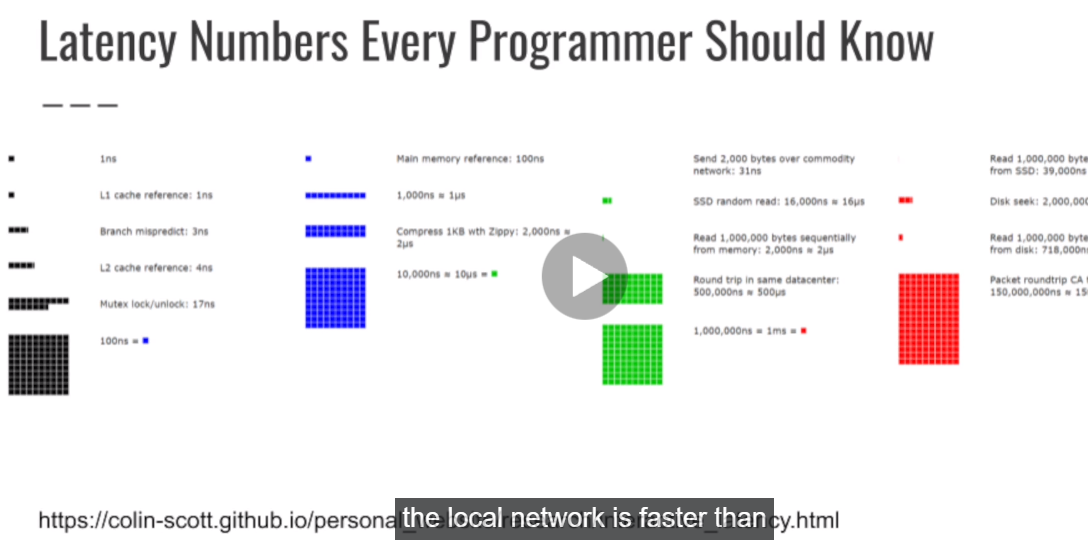 Latency Numbers Every Programmer Should Know
1ns
L1 cache reference: 1ns
Branch mispredict: 3ns
L2 cache reference: 4ns
Mutex lock/unlock: 17ns
100ns =
Main memory reference: 100ns
1,000ns ≈ 1µs
Compress 1KB wth Zippy: 2,000ns ≈
2µs
10,000ns ≈ 10µs =
Send 2,000 bytes over commodity
network: 31ns
SSD random read: 16,000ns ≈ 16µs
Read 1,000,000 bytes sequentially
from memory: 2,000ns ≈ 2µs
Round trip in same datacenter:
500,000ns ≈ 500µs
1,000,000ns = 1ms =
Read 1,000,000 byte
from SSD: 39,000ns
Disk seek: 2,000,00
Read 1,000,000 byte
from disk: 718,000n
Packet roundtrip CA
150,000,000ns ≈ 15
https://colin-scott.github.io/personal
the local network is faster than
cy.html